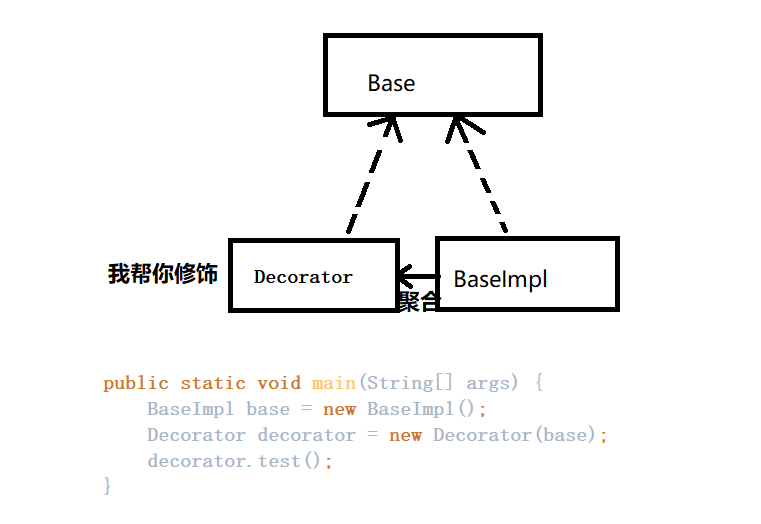 Base
我帮你修饰
Decorator
BaseImpl
聚合
public static void main(String[] args) {
    BaseImpl base = new BaseImpl();
    Decorator decorator = new Decorator(base);
    decorator.test();
}